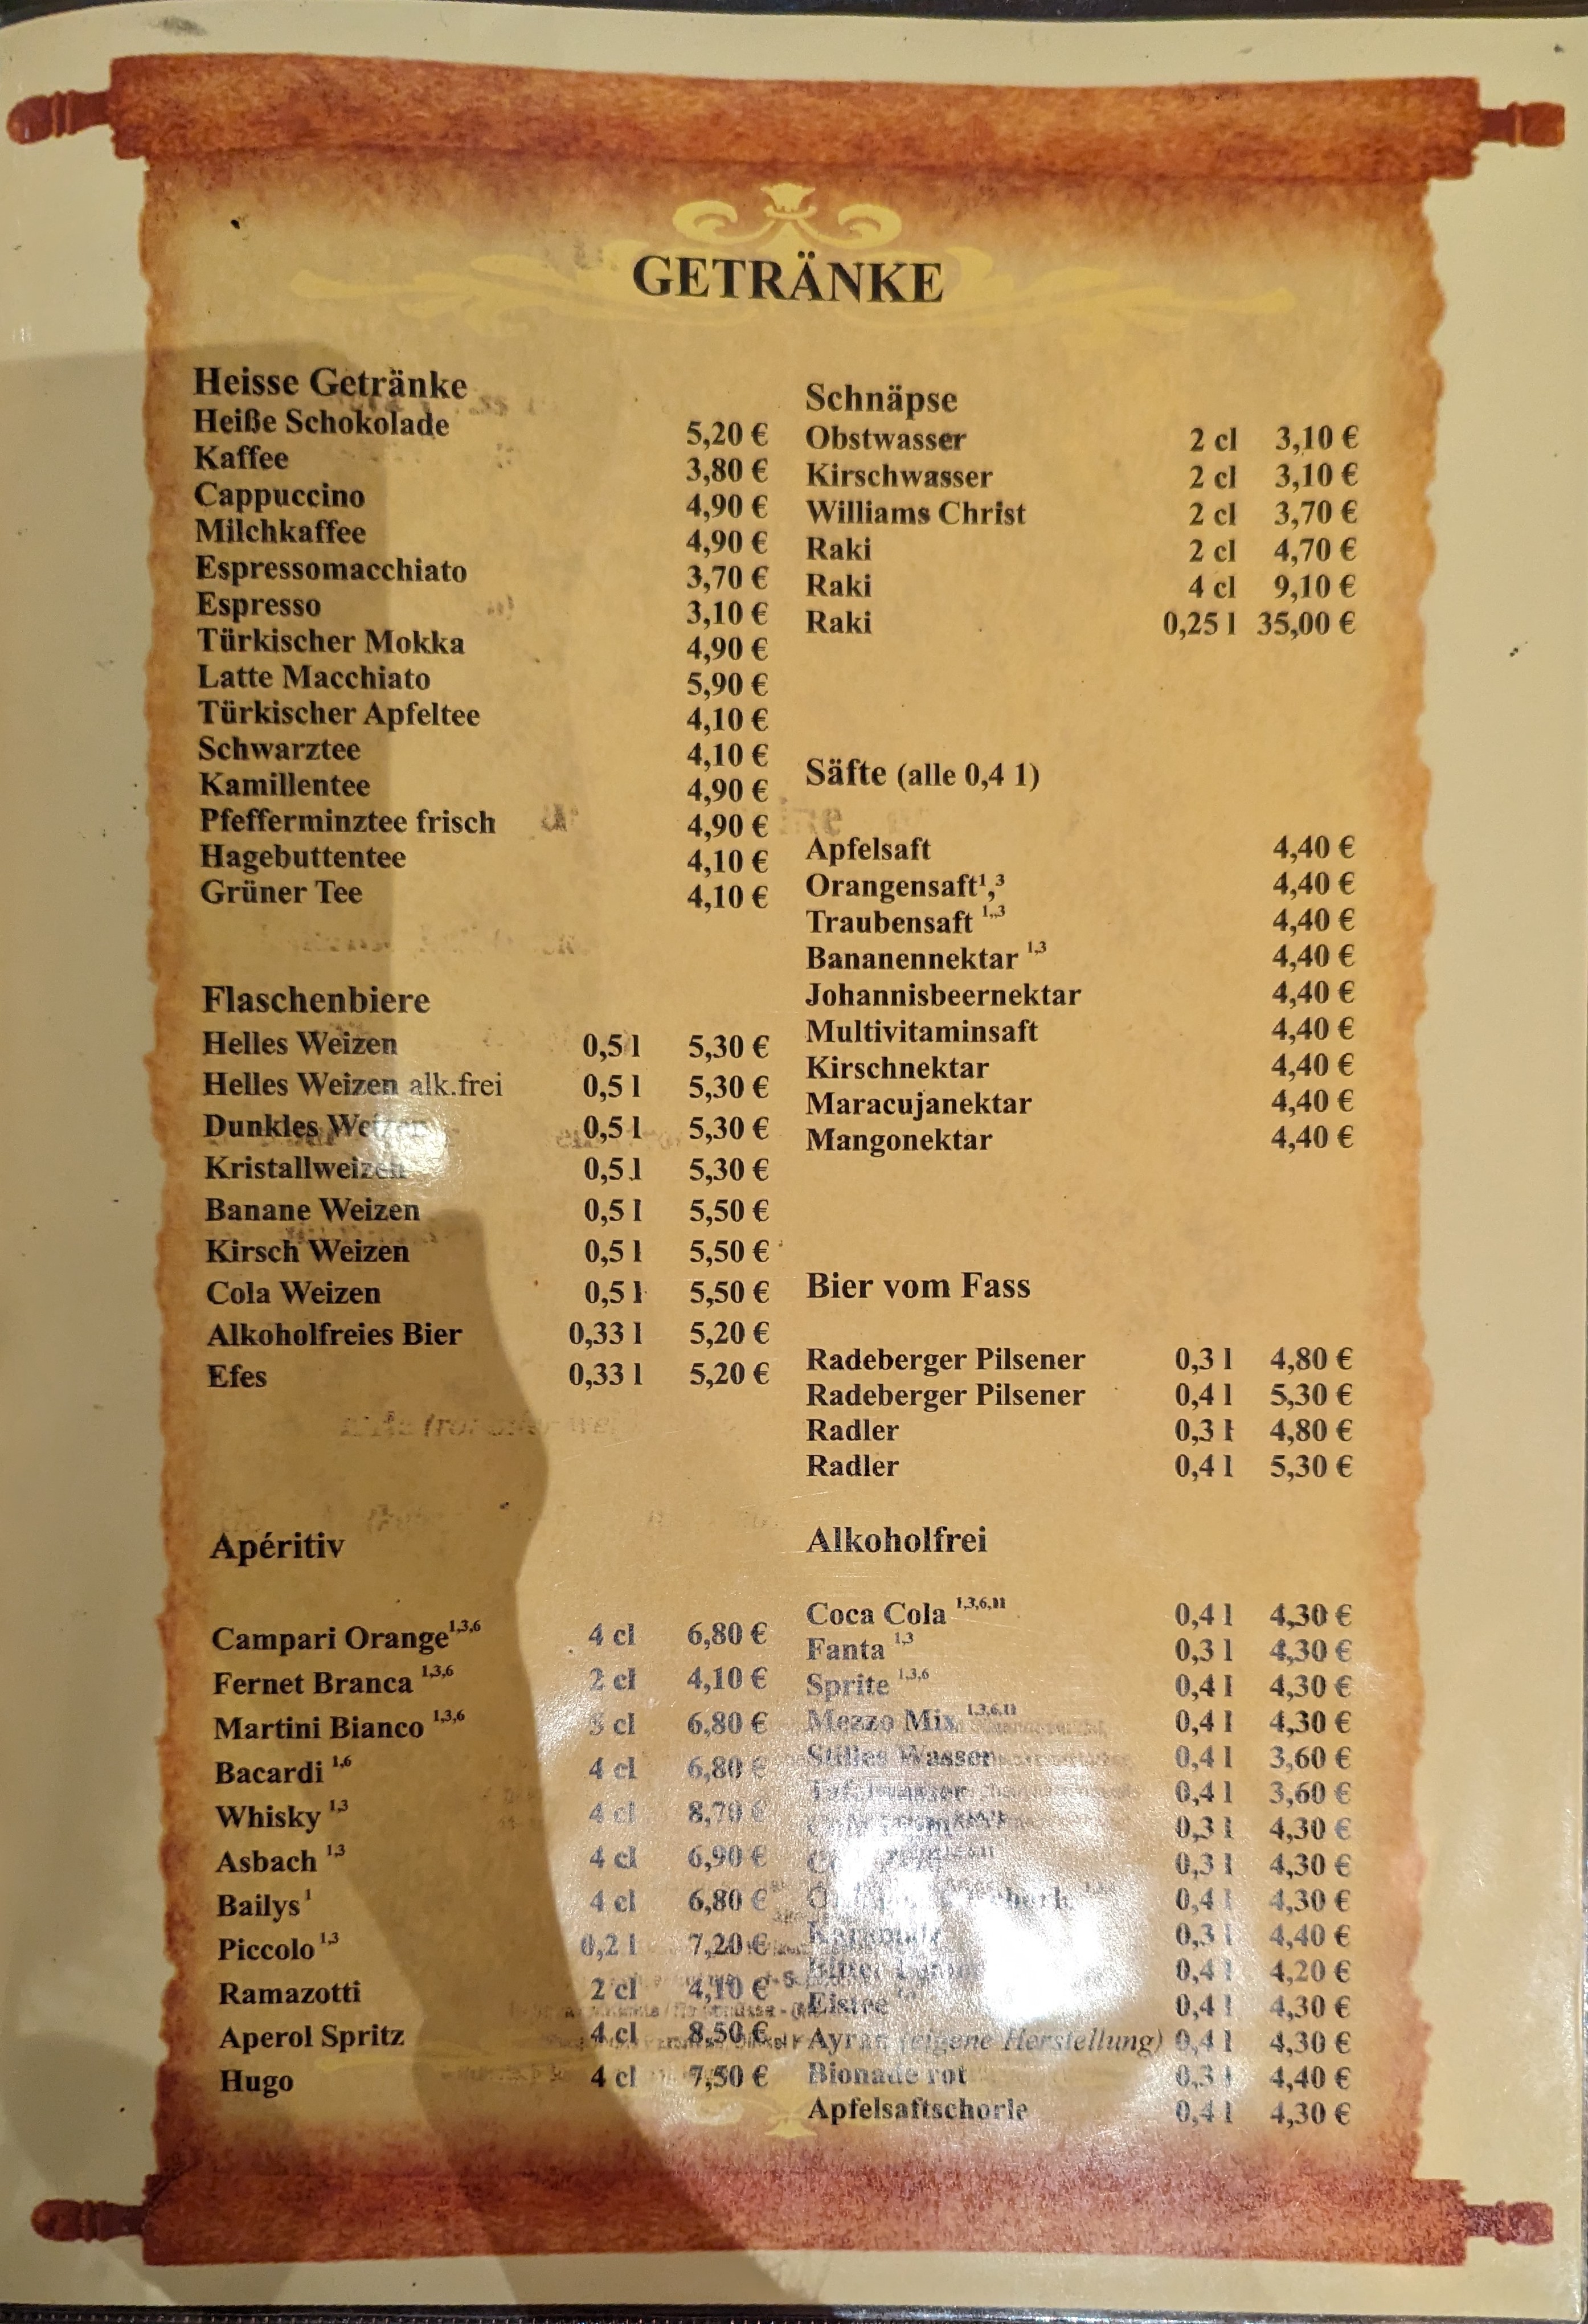 GETRÄNKE
Heisse Getränke
Heiße Schokolade 5,20 €
Kaffee 3,80 €
Cappuccino 4,90 €
Milchkaffee 4,90 €
Espressomacchiato 3,70 €
Espresso 3,10 €
Türkischer Mokka 4,90 €
Latte Macchiato 5,90 €
Türkischer Apfeltee 4,10 €
Schwarztee 4,10 €
Kamillentee 4,90 €
Pfefferminztee frisch 4,90 €
Hagebuttentee 4,10 €
Grüner Tee 4,10 €
Flaschenbiere
Helles Weizen 0,5 l 5,30 €
Helles Weizen alk.frei 0,5 l 5,30 €
Dunkles Weizen 0,5 l 5,30 €
Kristallweizen 0,5 l 5,30 €
Banane Weizen 0,5 l 5,50 €
Kirsch Weizen 0,5 l 5,50 €
Cola Weizen 0,5 l 5,50 €
Alkoholfreies Bier 0,33 l 5,20 €
Efes 0,33 l 5,20 €
Apéritiv
Campari Orange 1,3,6 4 cl 6,80 €
Fernet Branca 1,3,6 2 cl 4,10 €
Martini Bianco 1,3,6 5 cl 6,80 €
Bacardi 1,6 4 cl 6,80 €
Whisky 1,3 4 cl 8,70 €
Asbach 1,3 4 cl 6,90 €
Bailys 1 4 cl 6,80 €
Piccolo 1,3 0,2 l 7,20 €
Ramazotti 2 cl 4,10 €
Aperol Spritz 4 cl 8,50 €
Hugo 4 cl 7,50 €
Schnäpse
Obstwasser 2 cl 3,10 €
Kirschwasser 2 cl 3,10 €
Williams Christ 2 cl 3,70 €
Raki 2 cl 4,70 €
Raki 4 cl 9,10 €
Raki 0,25 l 35,00 €
Säfte (alle 0,4 l)
Apfelsaft 4,40 €
Orangensaft¹,³ 4,40 €
Traubensaft 1,,3 4,40 €
Bananennektar 1,3 4,40 €
Johannisbeernektar 4,40 €
Multivitaminsaft 4,40 €
Kirschnektar 4,40 €
Maracujanektar 4,40 €
Mangonektar 4,40 €
Bier vom Fass
Radeberger Pilsener 0,3 l 4,80 €
Radeberger Pilsener 0,4 l 5,30 €
Radler 0,3 l 4,80 €
Radler 0,4 l 5,30 €
Alkoholfrei
Coca Cola 1,3,6,11 0,4 l 4,30 €
Fanta 1,3 0,3 l 4,30 €
Sprite 1,3,6 0,4 l 4,30 €
Mezzo Mix 1,3,6,11 0,4 l 4,30 €
Stilles Wasser 0,4 l 3,60 €
Tafelwasser 0,4 l 3,60 €
0,3 l 4,30 €
0,3 l 4,30 €
0,4 l 4,30 €
0,3 l 4,40 €
Bitter 0,4 l 4,20 €
Eistee 0,4 l 4,30 €
Ayran (eigene Herstellung) 0,4 l 4,30 €
Bionade rot 0,3 l 4,40 €
Apfelsaftschorle 0,4 l 4,30 €